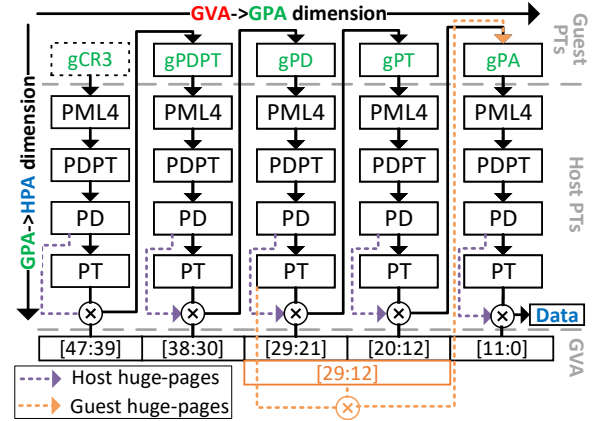 GVA->GPA dimension
GPA->HPA dimension
Guest PTs
gCR3 gPDPT gPD gPT gPA
PML4 PML4 PML4 PML4 PML4
PDPT PDPT PDPT PDPT PDPT
Host PTs
PD PD PD PD PD
PT PT PT PT PT
Data
[47:39] [38:30] [29:21] [20:12] [11:0]
GVA
[29:12]
Host huge-pages
Guest huge-pages